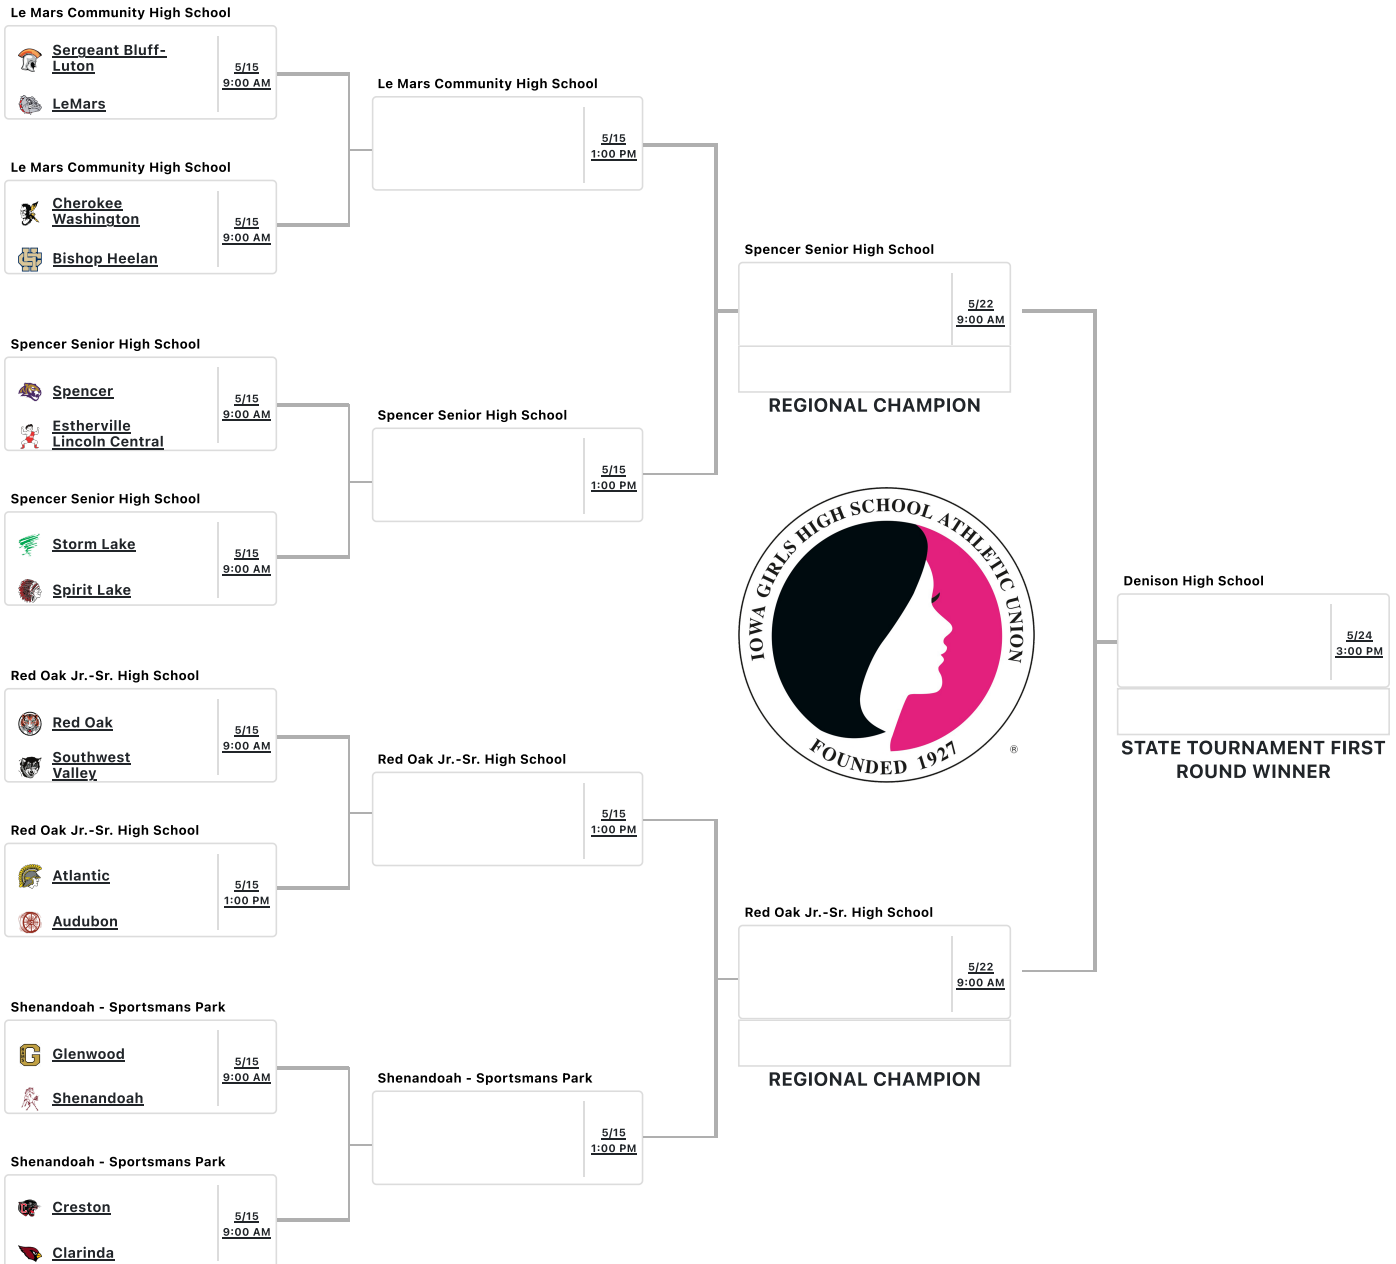 Le Mars Community High School
Sergeant Bluff-
Luton
LeMars
5/15
9:00 AM
Le Mars Community High School
Cherokee
Washington
Bishop Heelan
5/15
9:00 AM
Le Mars Community High School
5/15
1:00 PM
Spencer Senior High School
Spencer
Estherville
Lincoln Central
5/15
9:00 AM
Spencer Senior High School
Storm Lake
Spirit Lake
5/15
9:00 AM
Spencer Senior High School
5/15
1:00 PM
Spencer Senior High School
5/22
9:00 AM
REGIONAL CHAMPION
Red Oak Jr.-Sr. High School
Red Oak
Southwest
Valley
5/15
9:00 AM
Red Oak Jr.-Sr. High School
Atlantic
Audubon
5/15
1:00 PM
Red Oak Jr.-Sr. High School
5/15
1:00 PM
Shenandoah - Sportsmans Park
G
Glenwood
Shenandoah
5/15
9:00 AM
Shenandoah - Sportsmans Park
Creston
Clarinda
5/15
9:00 AM
Shenandoah - Sportsmans Park
5/15
1:00 PM
Red Oak Jr.-Sr. High School
5/22
9:00 AM
REGIONAL CHAMPION
IOWA GIRLS HIGH SCHOOL ATHLETIC UNION
FOUNDED 1927
®
Denison High School
5/24
3:00 PM
STATE TOURNAMENT FIRST
ROUND WINNER